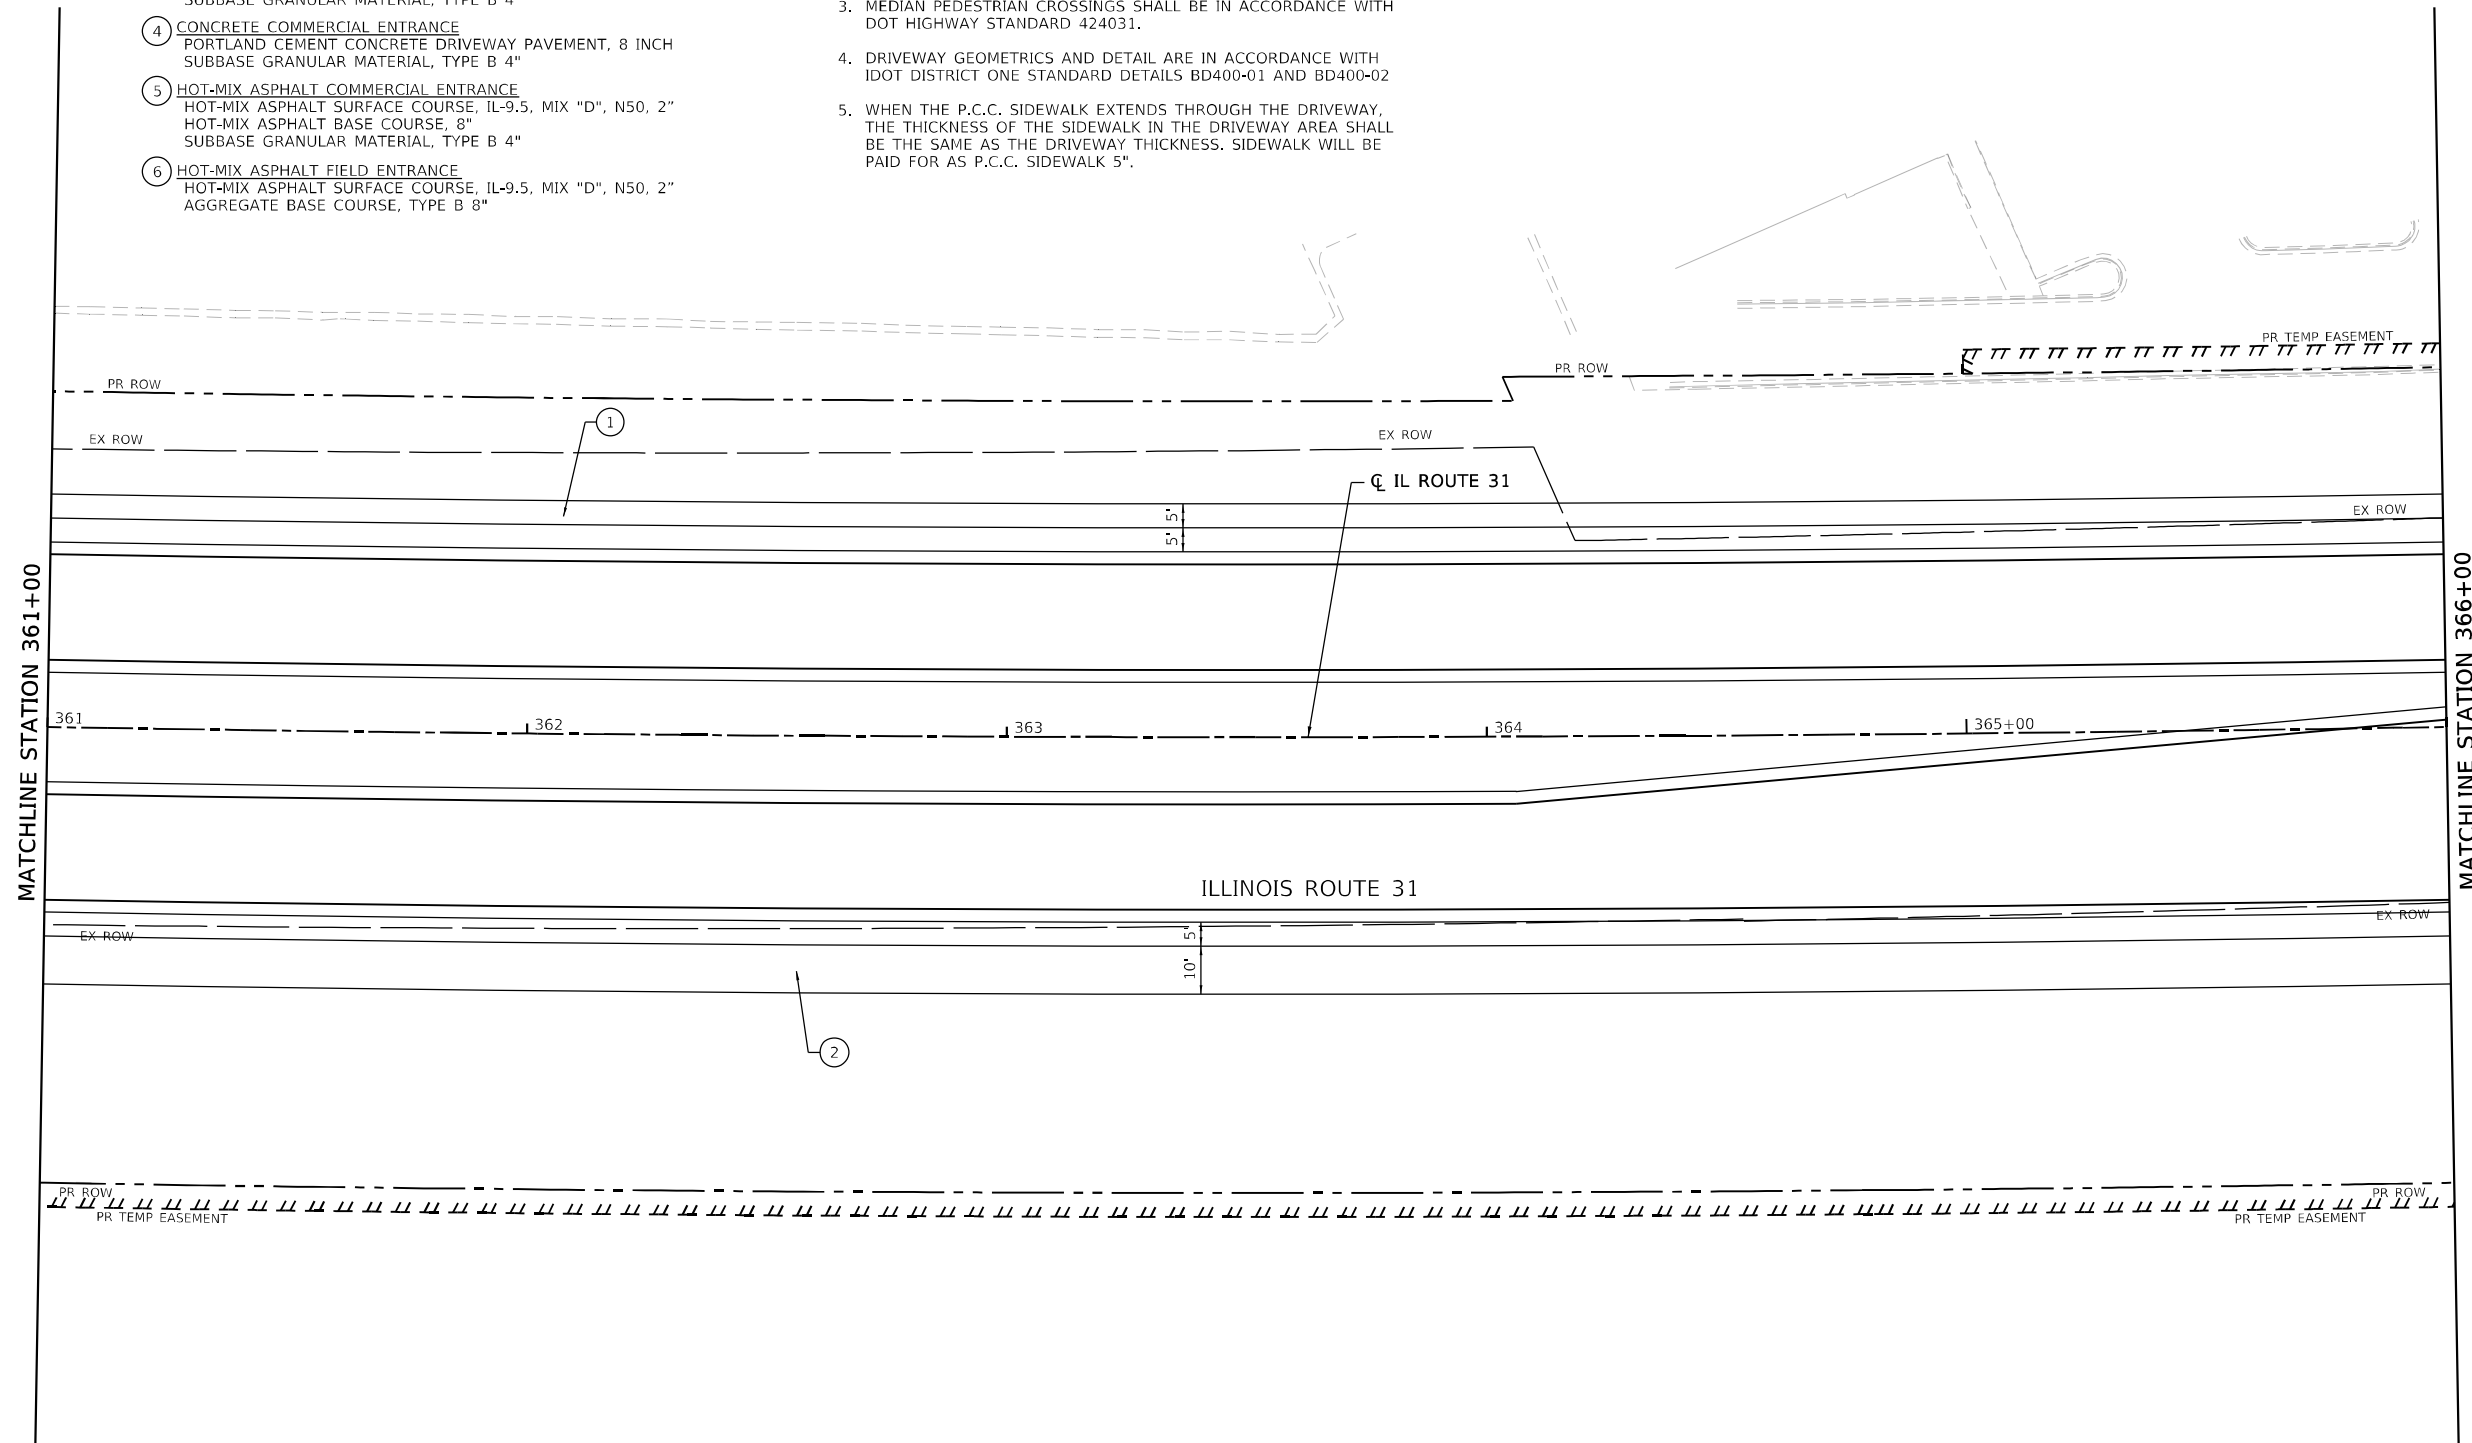 SUBBASE GRANULAR MATERIAL, TYPE B 4"
4 CONCRETE COMMERCIAL ENTRANCE
PORTLAND CEMENT CONCRETE DRIVEWAY PAVEMENT, 8 INCH
SUBBASE GRANULAR MATERIAL, TYPE B 4"
5 HOT-MIX ASPHALT COMMERCIAL ENTRANCE
HOT-MIX ASPHALT SURFACE COURSE, IL-9.5, MIX "D", N50, 2”
HOT-MIX ASPHALT BASE COURSE, 8"
SUBBASE GRANULAR MATERIAL, TYPE B 4"
6 HOT-MIX ASPHALT FIELD ENTRANCE
HOT-MIX ASPHALT SURFACE COURSE, IL-9.5, MIX "D", N50, 2”
AGGREGATE BASE COURSE, TYPE B 8"
3. MEDIAN PEDESTRIAN CROSSINGS SHALL BE IN ACCORDANCE WITH
DOT HIGHWAY STANDARD 424031.
4. DRIVEWAY GEOMETRICS AND DETAIL ARE IN ACCORDANCE WITH
IDOT DISTRICT ONE STANDARD DETAILS BD400-01 AND BD400-02
5. WHEN THE P.C.C. SIDEWALK EXTENDS THROUGH THE DRIVEWAY,
THE THICKNESS OF THE SIDEWALK IN THE DRIVEWAY AREA SHALL
BE THE SAME AS THE DRIVEWAY THICKNESS. SIDEWALK WILL BE
PAID FOR AS P.C.C. SIDEWALK 5".
PR TEMP EASEMENT
PR ROW
PR ROW
1
EX ROW
EX ROW
℄ IL ROUTE 31
EX ROW
5'
5'
MATCHLINE STATION 361+00
MATCHLINE STATION 366+00
361
362
363
364
365+00
ILLINOIS ROUTE 31
EX ROW
EX ROW
5'
10'
2
PR ROW
PR ROW
PR TEMP EASEMENT
PR TEMP EASEMENT